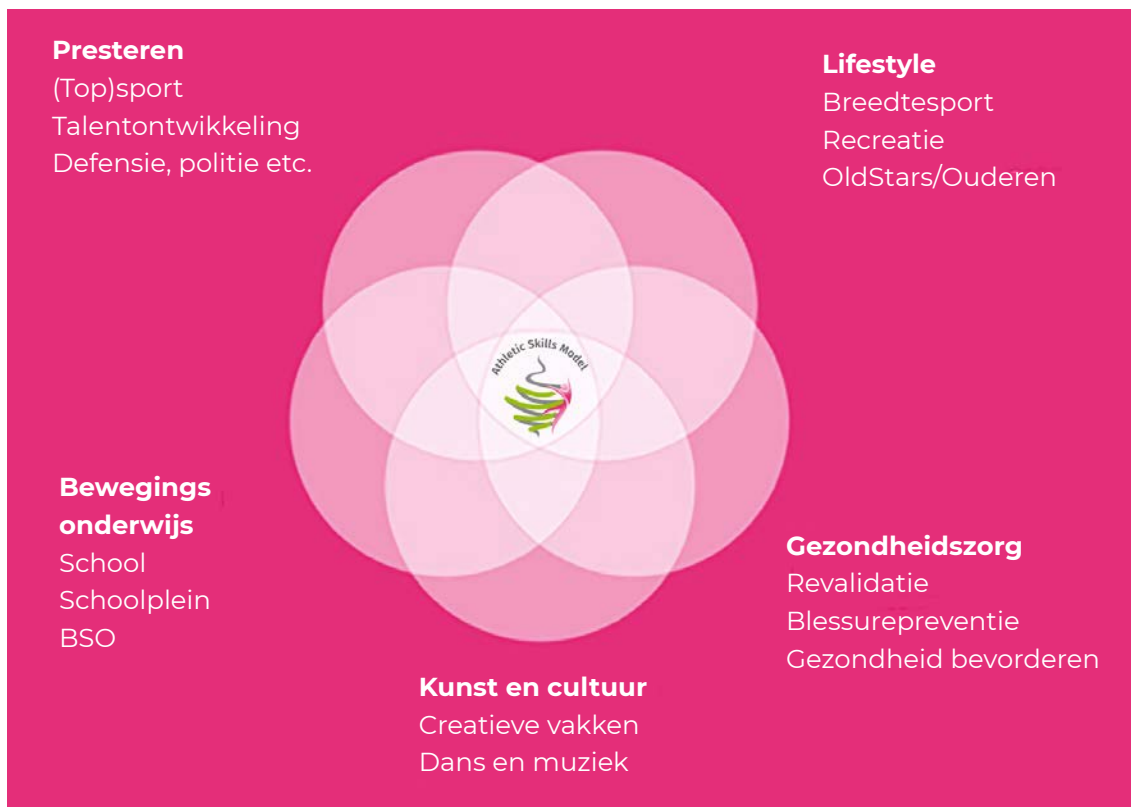 Presteren
(Top)sport
Talentontwikkeling
Defensie, politie etc.
Lifestyle
Breedtesport
Recreatie
OldStars/Ouderen
Athletic Skills Model
Bewegings
onderwijs
School
Schoolplein
BSO
Gezondheidszorg
Revalidatie
Blessurepreventie
Gezondheid bevorderen
Kunst en cultuur
Creatieve vakken
Dans en muziek